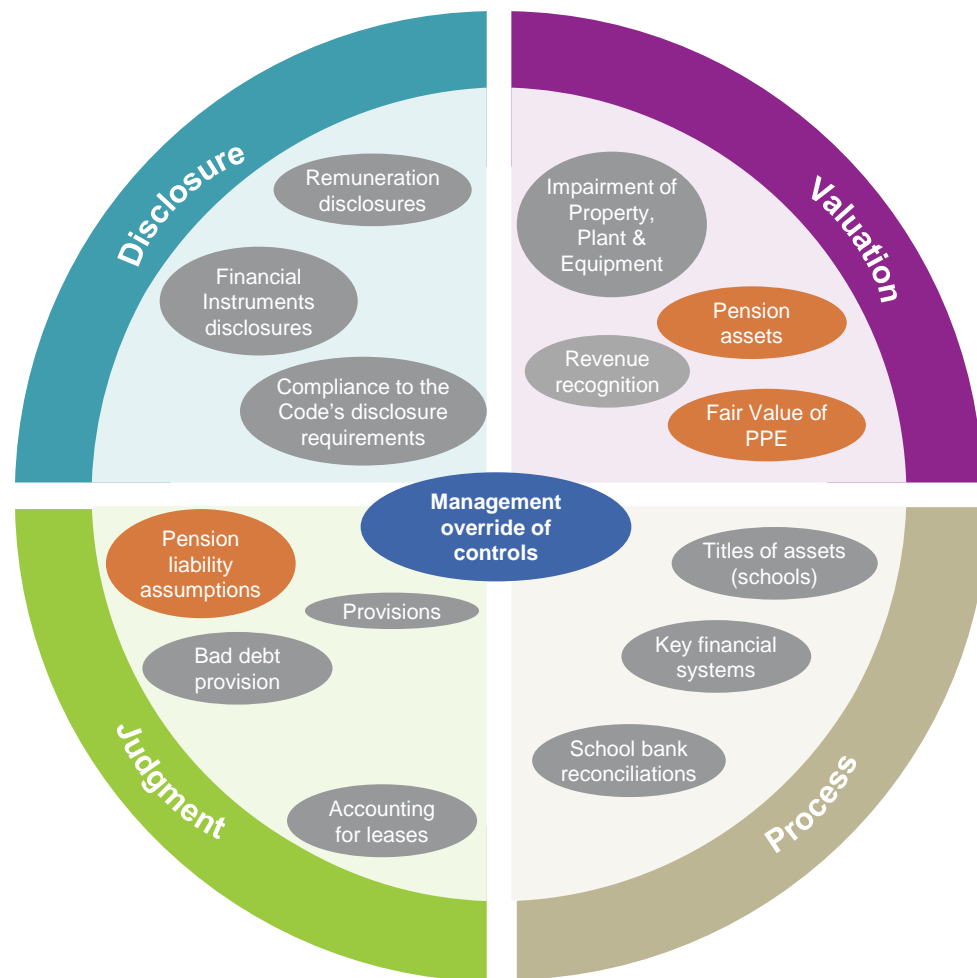 Disclosure
Remuneration
disclosures
Financial
Instruments
disclosures
Compliance to the
Code's disclosure
requirements
Valuation
Impairment of
Property,
Plant &
Equipment
Pension
assets
Revenue
recognition
Fair Value of
PPE
Management
override of
controls
Judgment
Pension
liability
assumptions
Provisions
Bad debt
provision
Accounting
for leases
Process
Titles of assets
(schools)
Key financial
systems
School bank
reconciliations